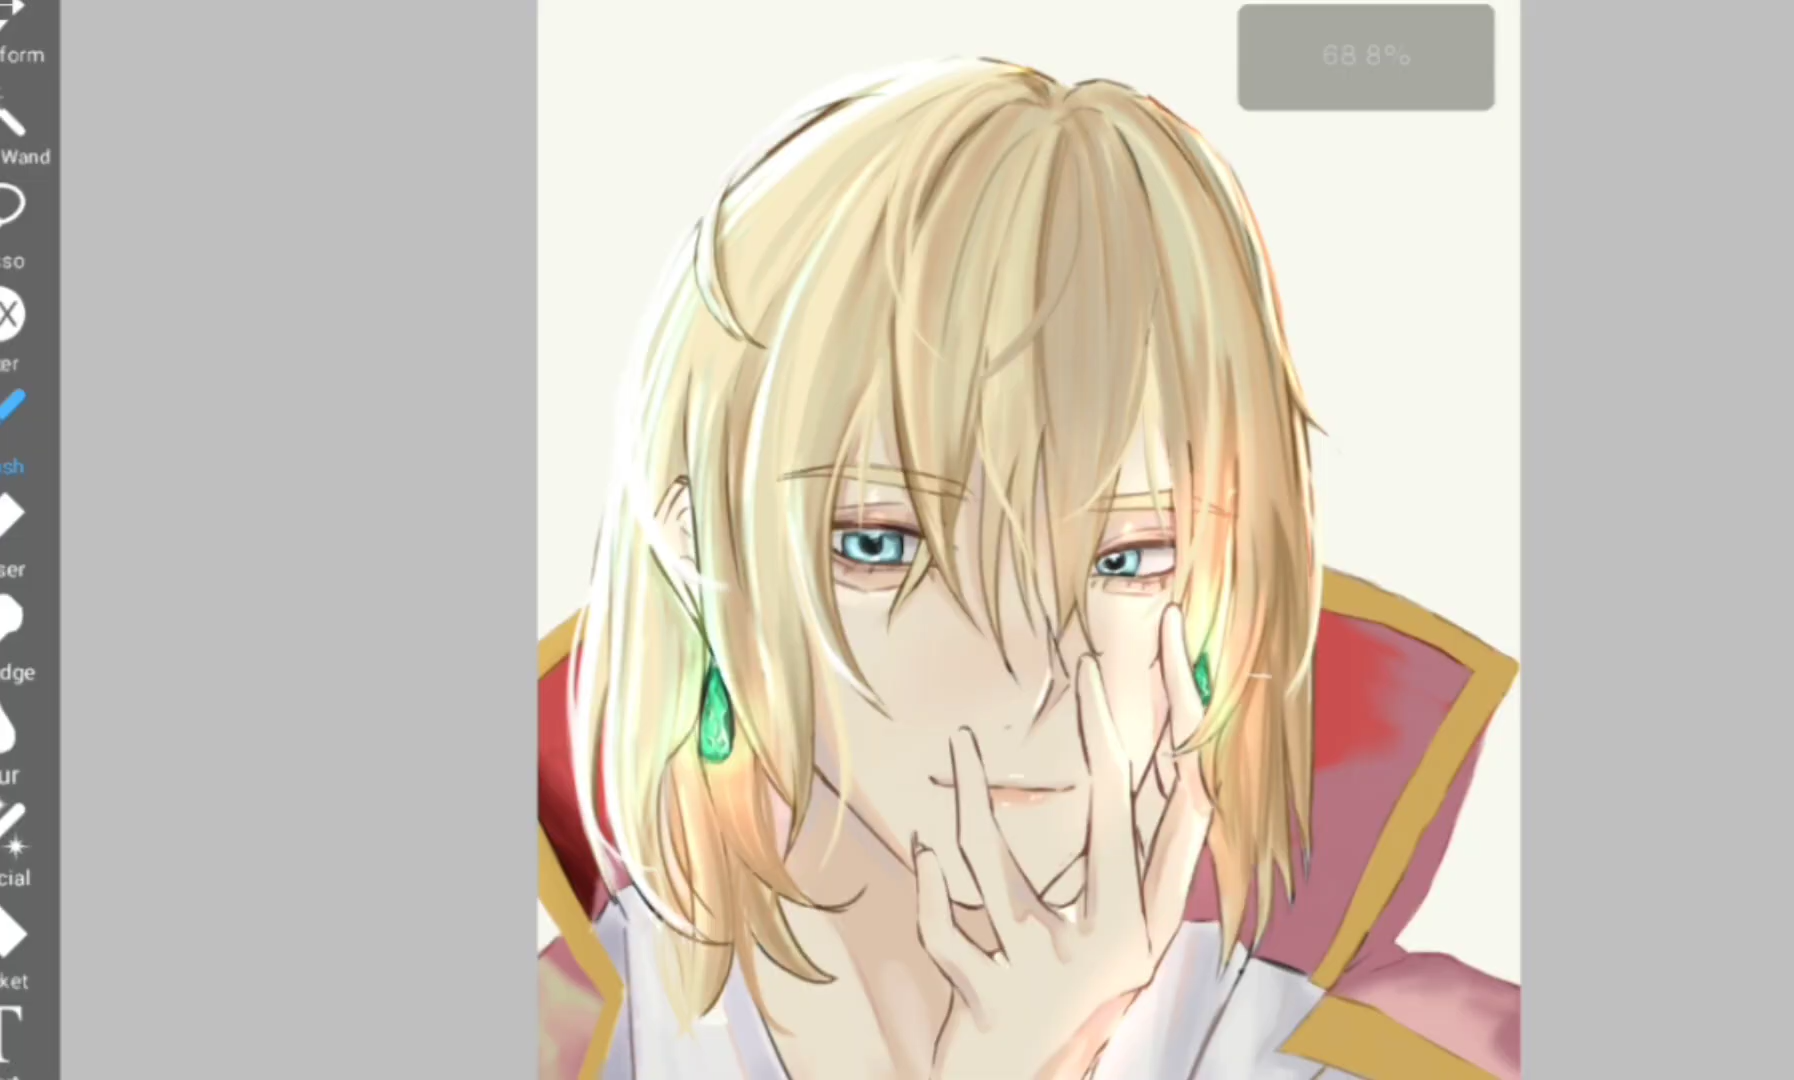 form
68.8%
Wand
sso
er
sh
ser
dge
ur
cial
ket
T